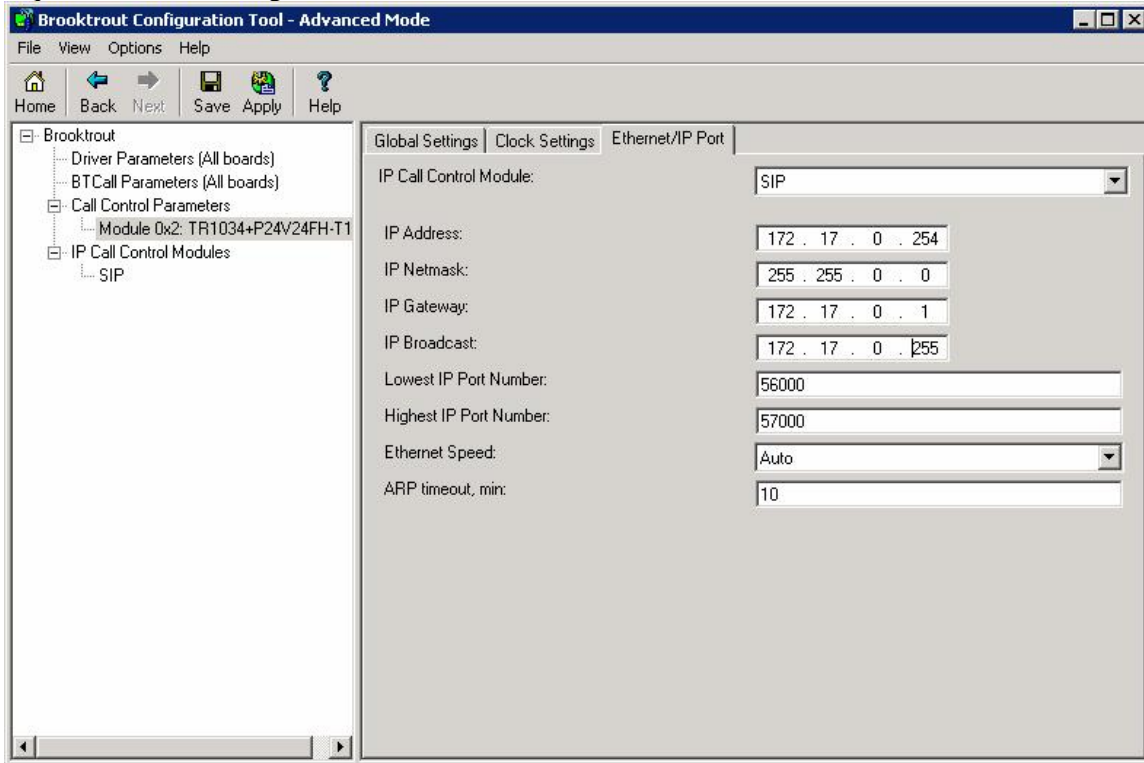 Brooktrout Configuration Tool - Advanced Mode
File View Options Help
Home Back Next Save Apply Help
Brooktrout
Driver Parameters (All boards)
BTCall Parameters (All boards)
Call Control Parameters
Module 0x2: TR1034+P24V24FH-T1
IP Call Control Modules
SIP
Global Settings Clock Settings Ethernet/IP Port
IP Call Control Module: SIP
IP Address: 172 . 17 . 0 . 254
IP Netmask: 255 . 255 . 0 . 0
IP Gateway: 172 . 17 . 0 . 1
IP Broadcast: 172 . 17 . 0 . 255
Lowest IP Port Number: 56000
Highest IP Port Number: 57000
Ethernet Speed: Auto
ARP timeout, min: 10